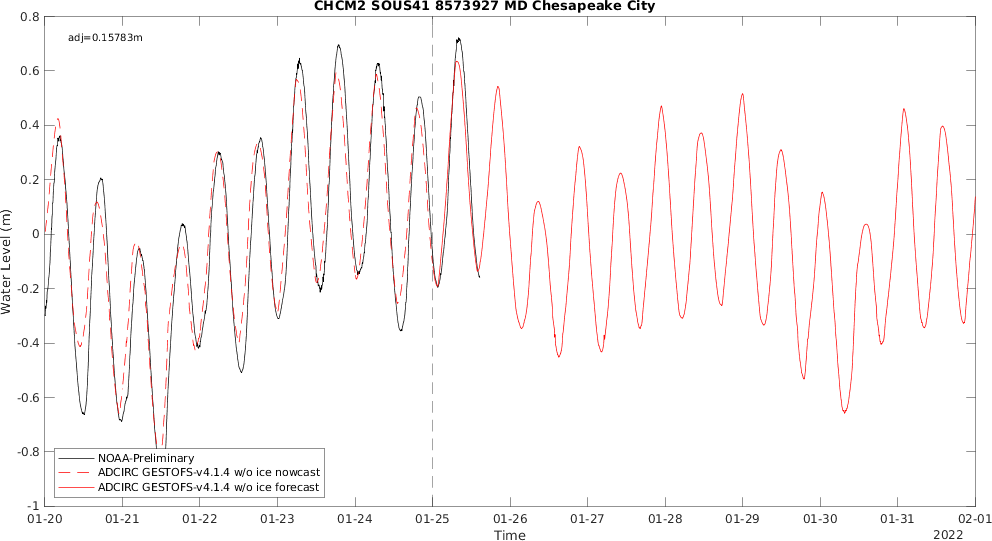 CHCM2 SOUS41 8573927 MD Chesapeake City
adj=0.15783m
0.8
0.6
0.4
0.2
0
-0.2
-0.4
-0.6
-0.8
-1
Water Level (m)
NOAA-Preliminary
ADCIRC GESTOFS-v4.1.4 w/o ice nowcast
ADCIRC GESTOFS-v4.1.4 w/o ice forecast
01-20 01-21 01-22 01-23 01-24 01-25 01-26 01-27 01-28 01-29 01-30 01-31 02-01
Time
2022